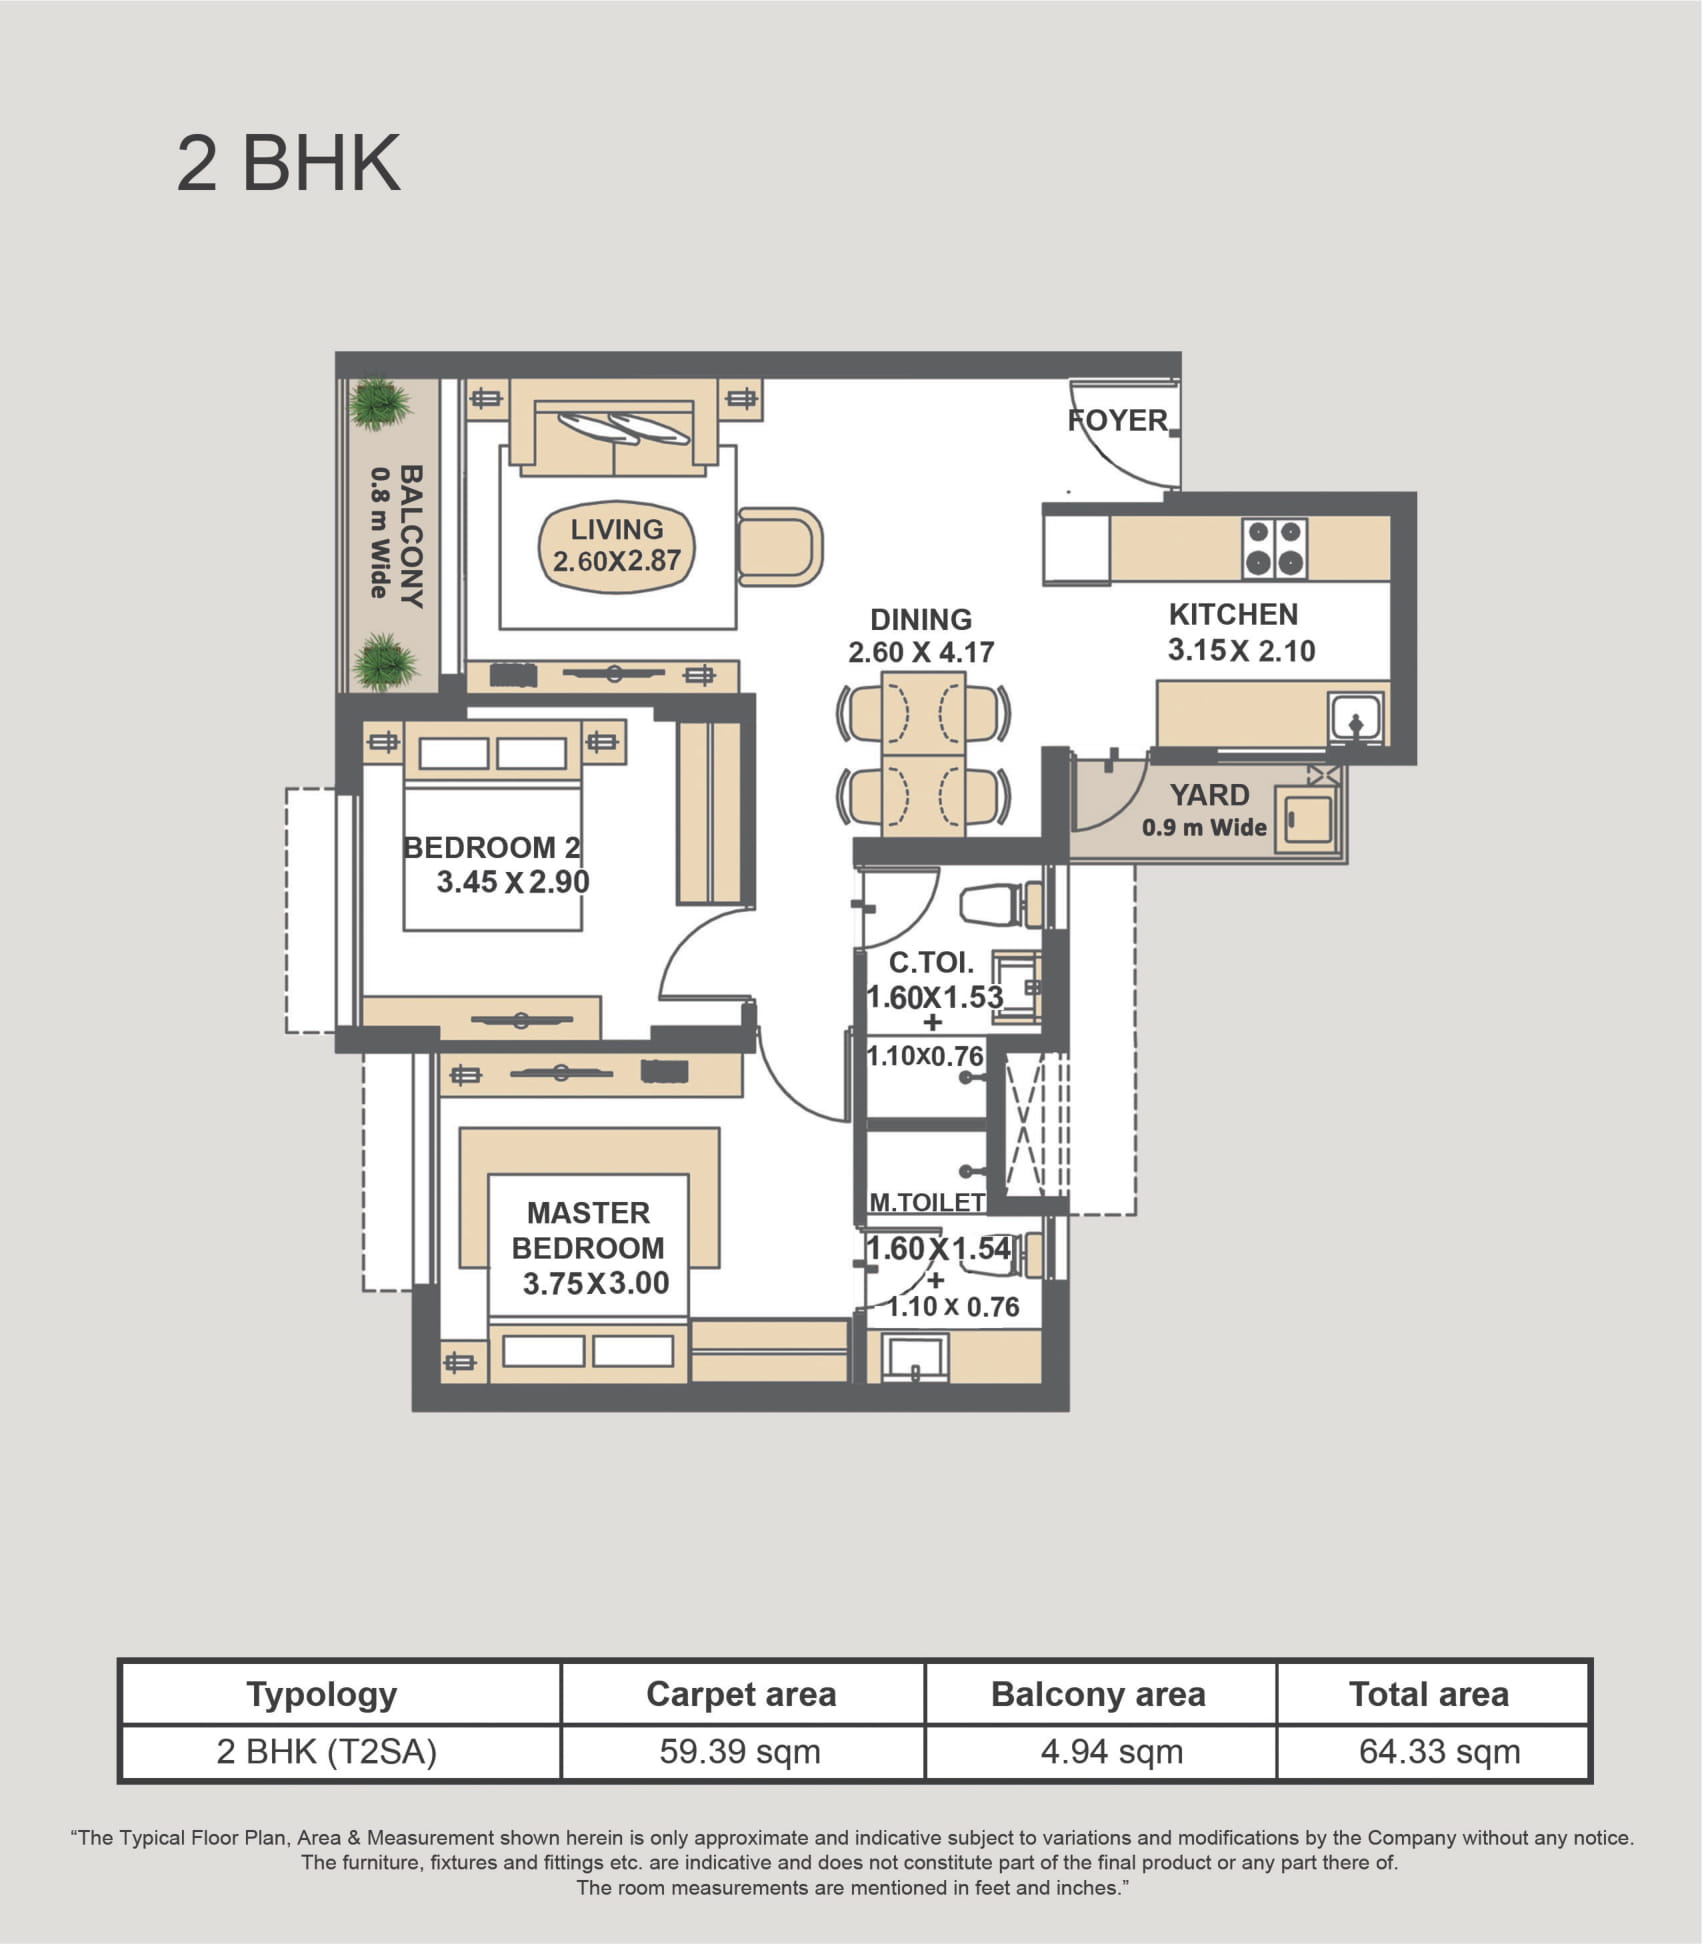 2 BHK
FOYER
BALCONY
0.8 m Wide
LIVING
2.60X2.87
DINING
2.60 X 4.17
KITCHEN
3.15 X 2.10
YARD
0.9 m Wide
BEDROOM 2
3.45 X 2.90
C.TOI.
1.60X1.53
+
1.10X0.76
M.TOILET
1.60X1.54
+
1.10 X 0.76
MASTER
BEDROOM
3.75X3.00
Typology Carpet area Balcony area Total area
2 BHK (T2SA) 59.39 sqm 4.94 sqm 64.33 sqm
“The Typical Floor Plan, Area & Measurement shown herein is only approximate and indicative subject to variations and modifications by the Company without any notice.
The furniture, fixtures and fittings etc. are indicative and does not constitute part of the final product or any part there of.
The room measurements are mentioned in feet and inches.”